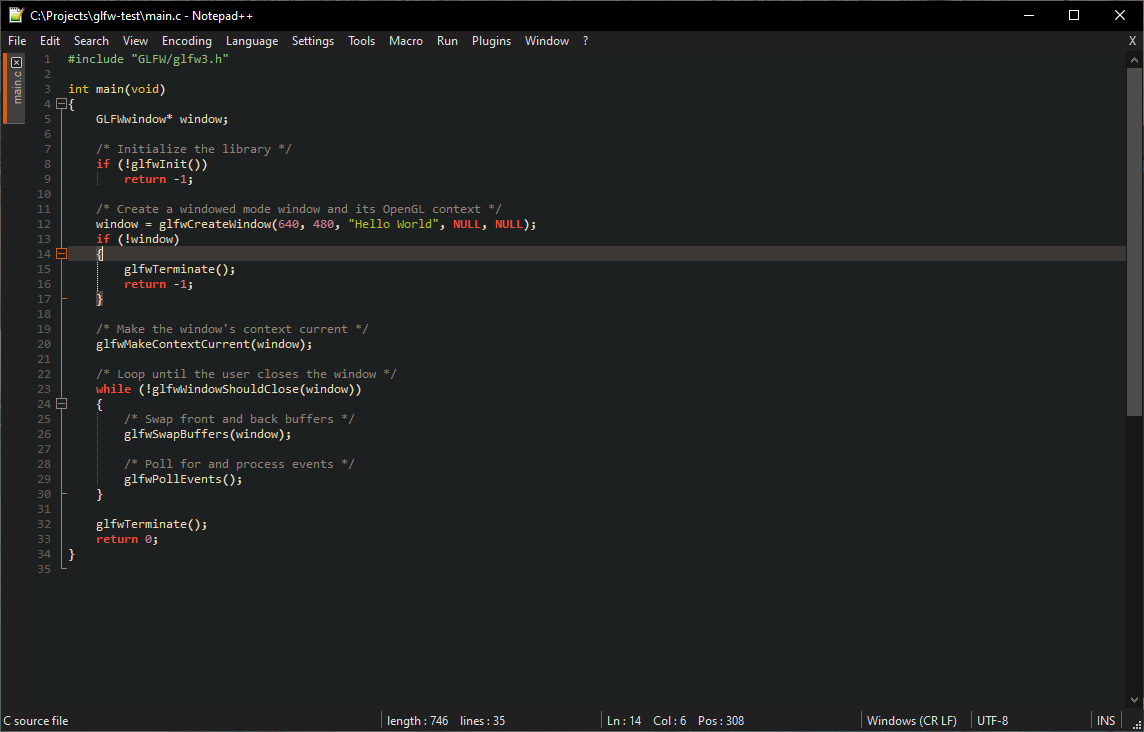 C:\Projects\glfw-test\main.c - Notepad++
File Edit Search View Encoding Language Settings Tools Macro Run Plugins Window ? X
main.c
1 #include "GLFW/glfw3.h"
2
3 int main(void)
4 {
5     GLFWwindow* window;
6
7     /* Initialize the library */
8     if (!glfwInit())
9         return -1;
10
11     /* Create a windowed mode window and its OpenGL context */
12     window = glfwCreateWindow(640, 480, "Hello World", NULL, NULL);
13     if (!window)
14     {
15         glfwTerminate();
16         return -1;
17     }
18
19     /* Make the window's context current */
20     glfwMakeContextCurrent(window);
21
22     /* Loop until the user closes the window */
23     while (!glfwWindowShouldClose(window))
24     {
25         /* Swap front and back buffers */
26         glfwSwapBuffers(window);
27
28         /* Poll for and process events */
29         glfwPollEvents();
30     }
31
32     glfwTerminate();
33     return 0;
34 }
35
C source file length : 746 lines : 35 Ln : 14 Col : 6 Pos : 308 Windows (CR LF) UTF-8 INS